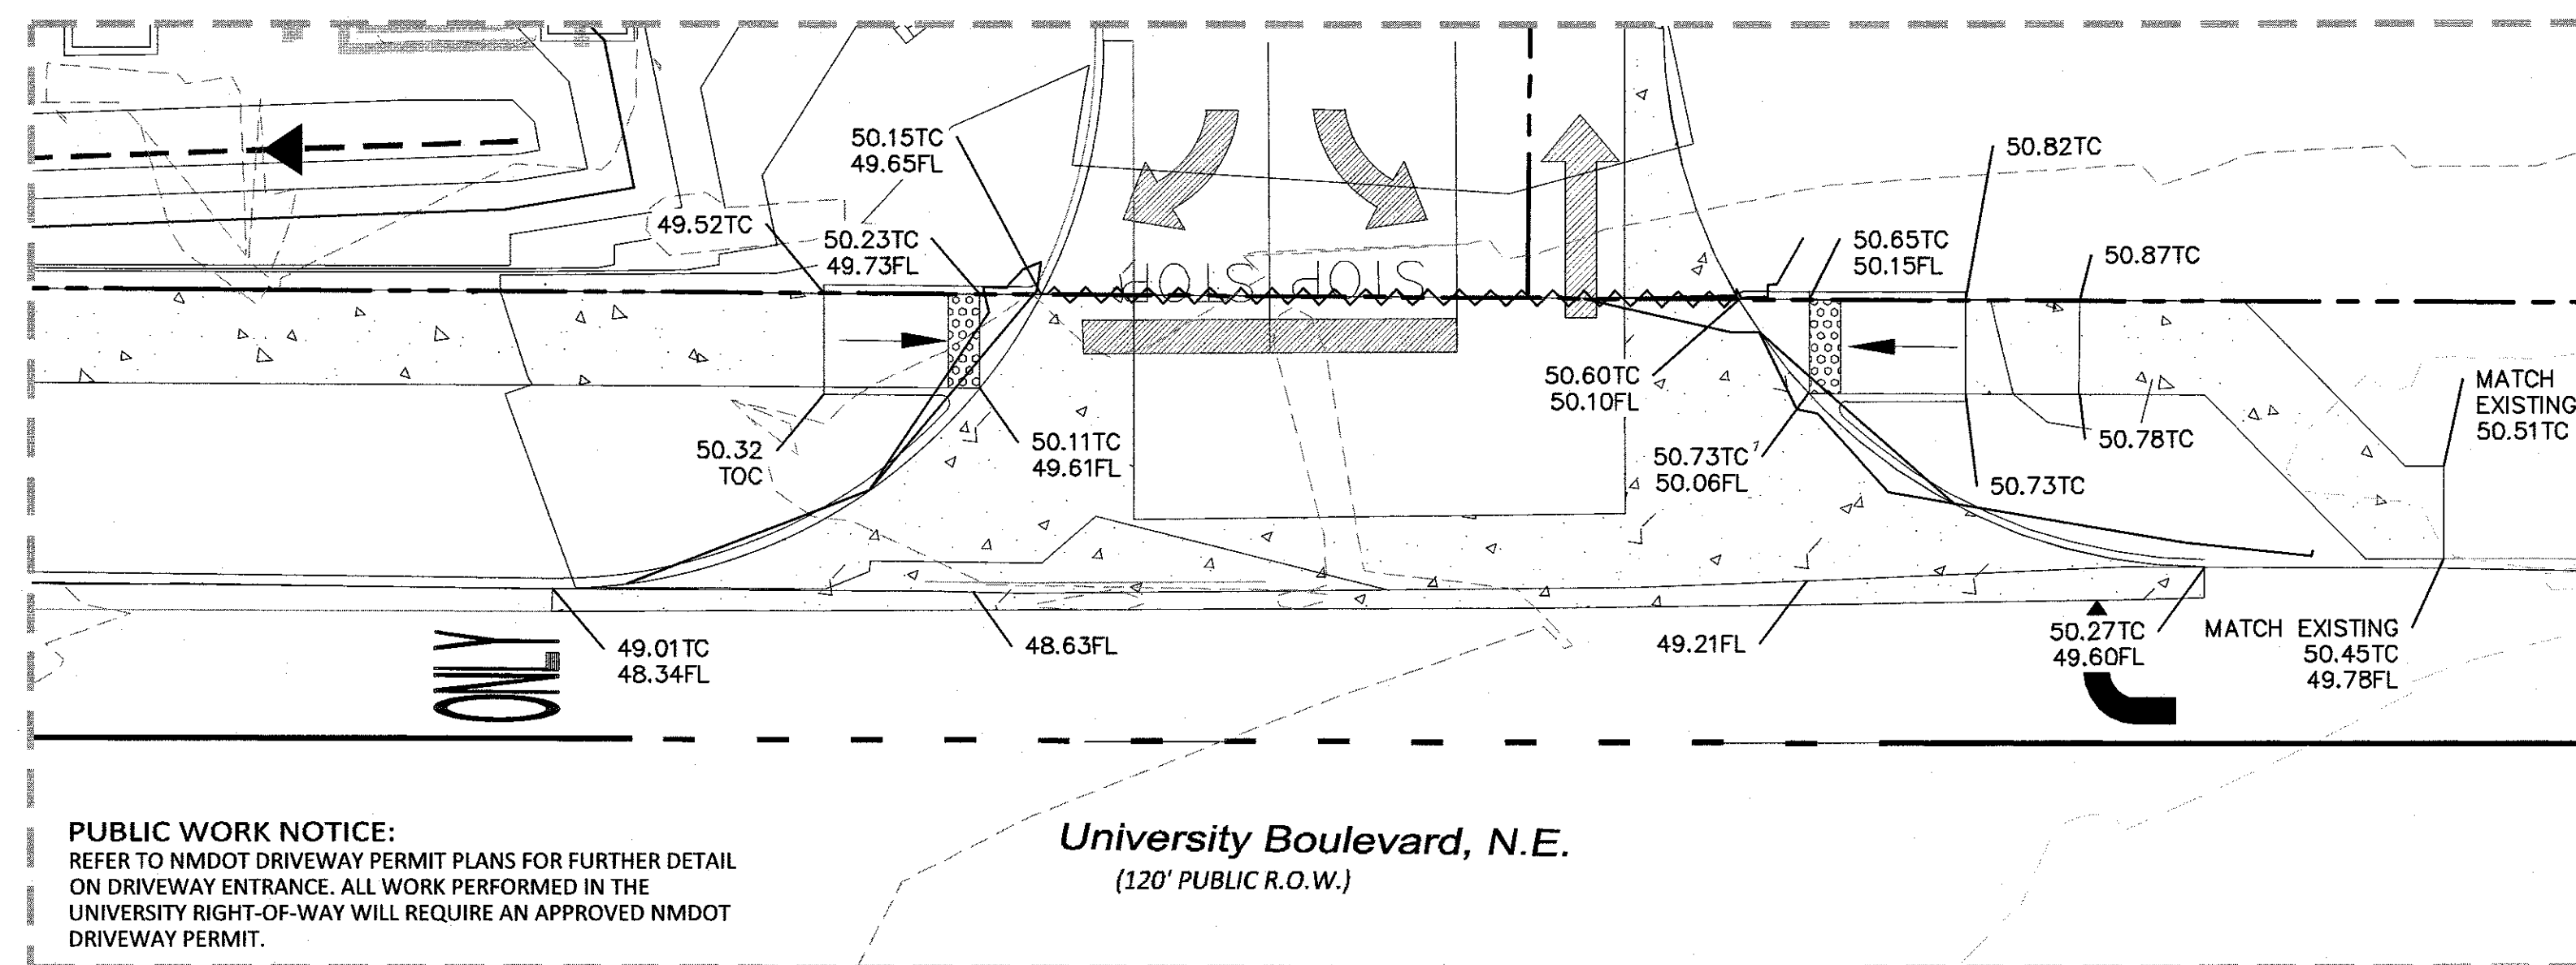 50.15TC
49.65FL
49.52TC
50.23TC
49.73FL
STOP STOP
50.82TC
50.65TC
50.15FL
50.87TC
50.60TC
50.10FL
MATCH
EXISTING
50.51TC
50.32
TOC
50.11TC
49.61FL
50.73TC
50.06FL
50.78TC
50.73TC
ONLY
49.01TC
48.34FL
48.63FL
49.21FL
50.27TC
49.60FL
MATCH EXISTING
50.45TC
49.78FL
PUBLIC WORK NOTICE:
REFER TO NMDOT DRIVEWAY PERMIT PLANS FOR FURTHER DETAIL
ON DRIVEWAY ENTRANCE. ALL WORK PERFORMED IN THE
UNIVERSITY RIGHT-OF-WAY WILL REQUIRE AN APPROVED NMDOT
DRIVEWAY PERMIT.
University Boulevard, N.E.
(120' PUBLIC R.O.W.)